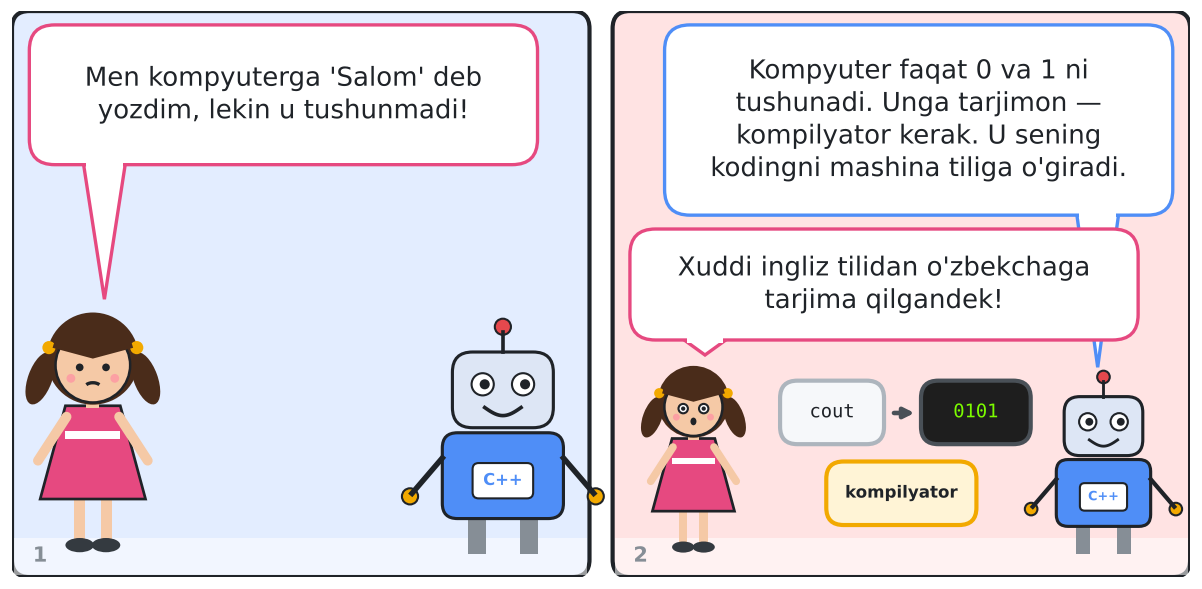 Men kompyuterga 'Salom' deb
yozdim, lekin u tushunmadi!
C++
1
Kompyuter faqat 0 va 1 ni
tushunadi. Unga tarjimon —
kompilyator kerak. U sening
kodingni mashina tiliga o'giradi.
Xuddi ingliz tilidan o'zbekchaga
tarjima qilgandek!
cout
0101
kompilyator
C++
2